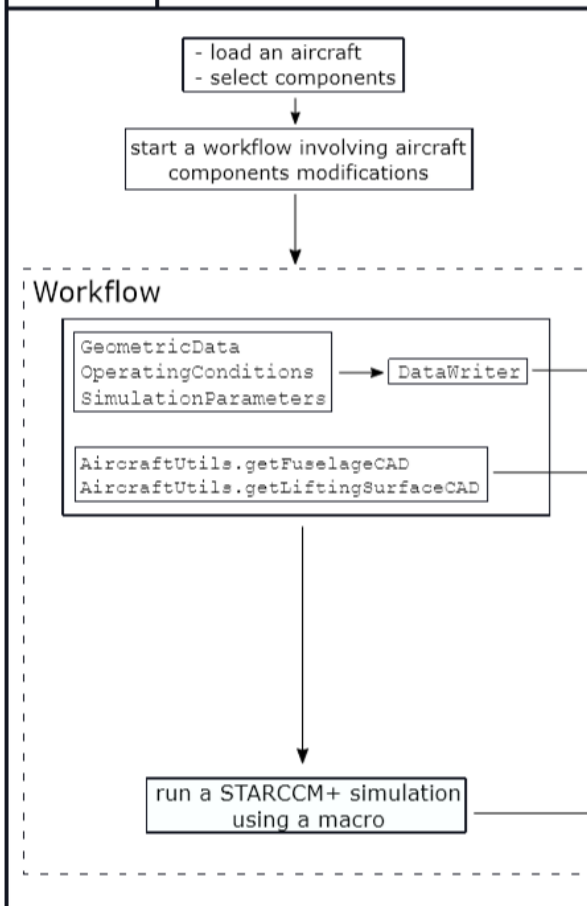 - load an aircraft
- select components
start a workflow involving aircraft
components modifications
Workflow
GeometricData
OperatingConditions
SimulationParameters
DataWriter
AircraftUtils.getFuselageCAD
AircraftUtils.getLiftingSurfaceCAD
run a STARCCM+ simulation
using a macro